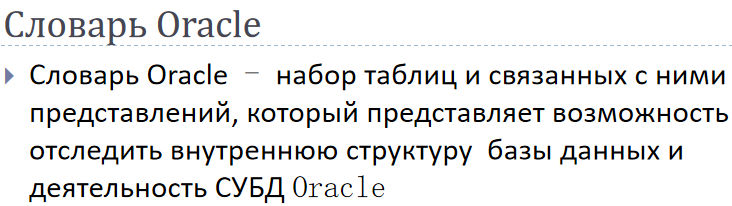 Словарь Oracle
Словарь Oracle – набор таблиц и связанных с ними
представлений, который представляет возможность
отследить внутреннюю структуру базы данных и
деятельность СУБД Oracle